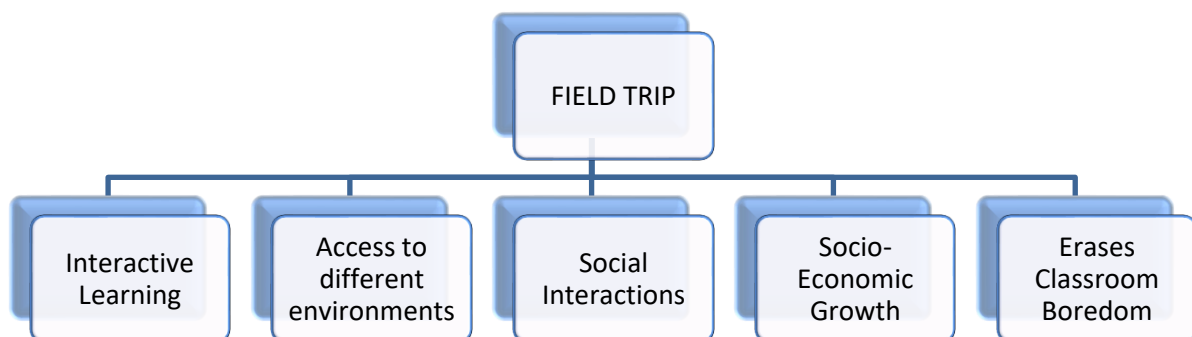 FIELD TRIP
Interactive
Learning
Access to
different
environments
Social
Interactions
Socio-
Economic
Growth
Erases
Classroom
Boredom